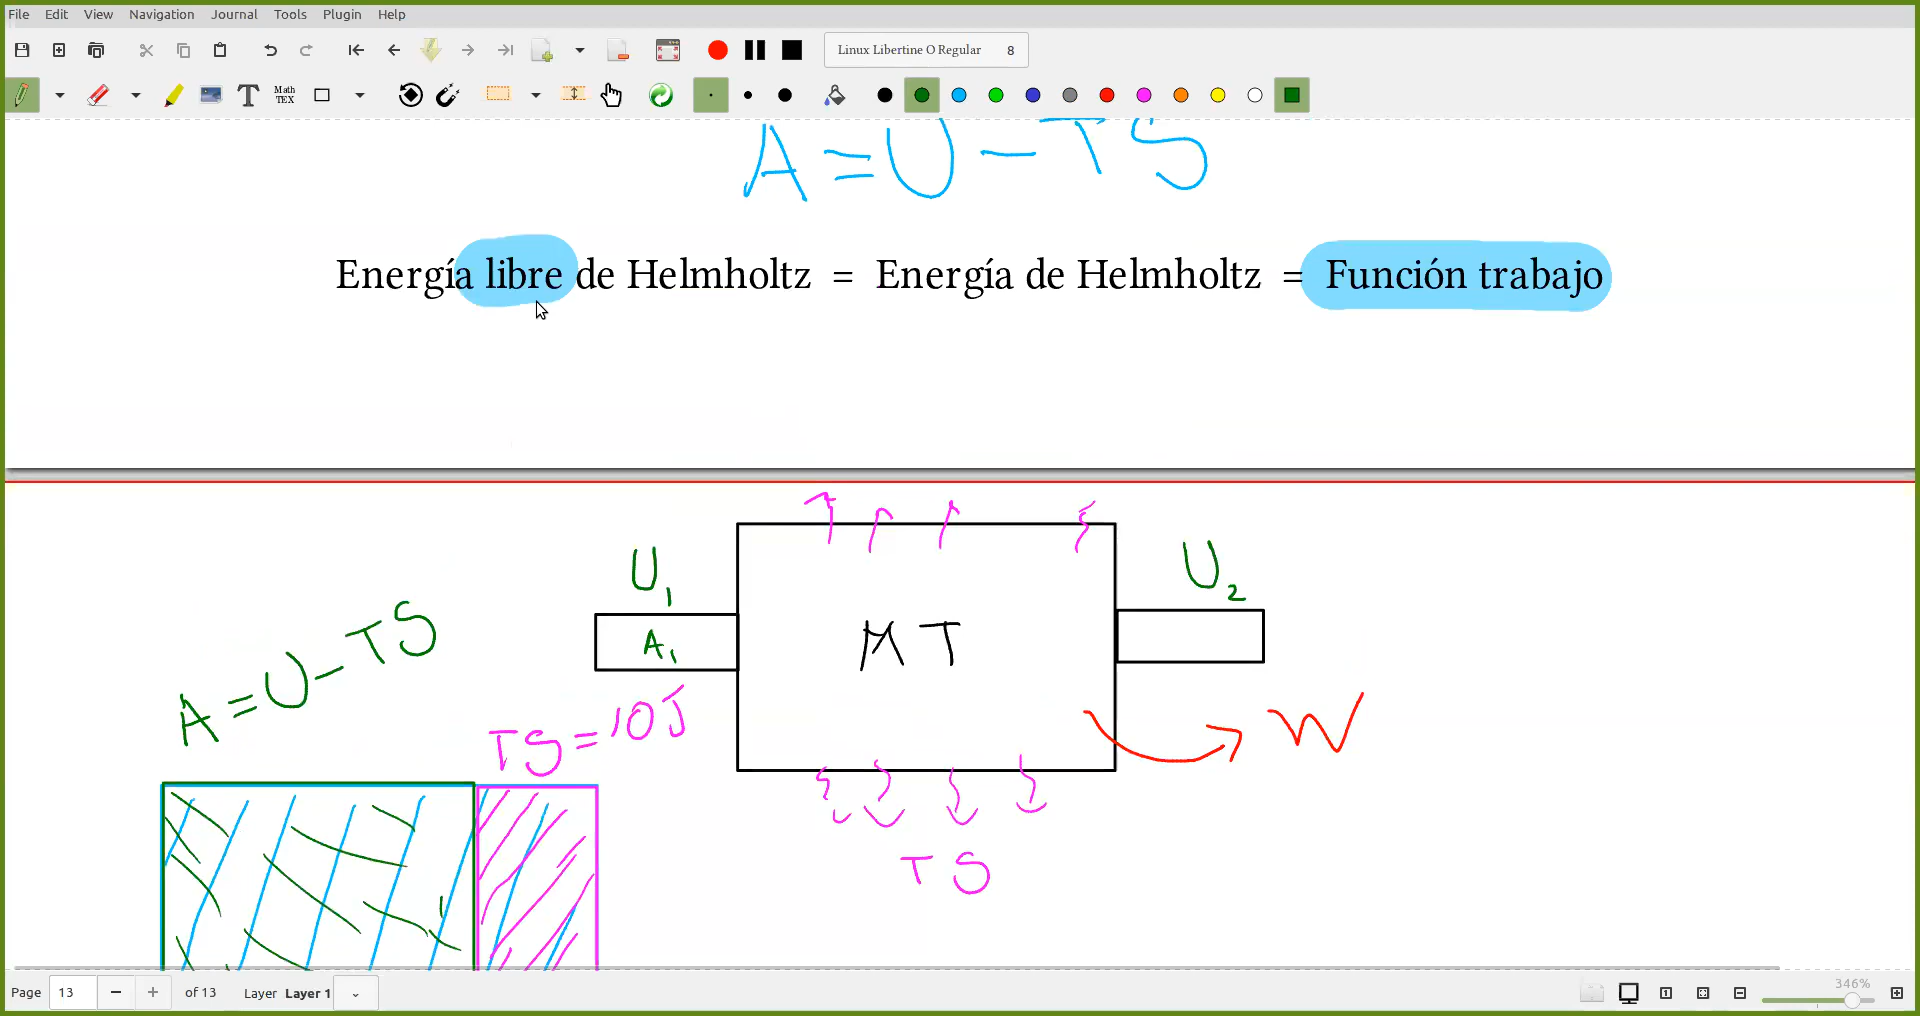 File Edit View Navigation Journal Tools Plugin Help
Linux Libertine O Regular 8
T Math TEX
A = U - TS
Energía libre de Helmholtz = Energía de Helmholtz = Función trabajo
U₁ U₂
A = U - TS
A₁ MT
TS = 10J
W
TS
Page 13 of 13 Layer Layer 1 346%